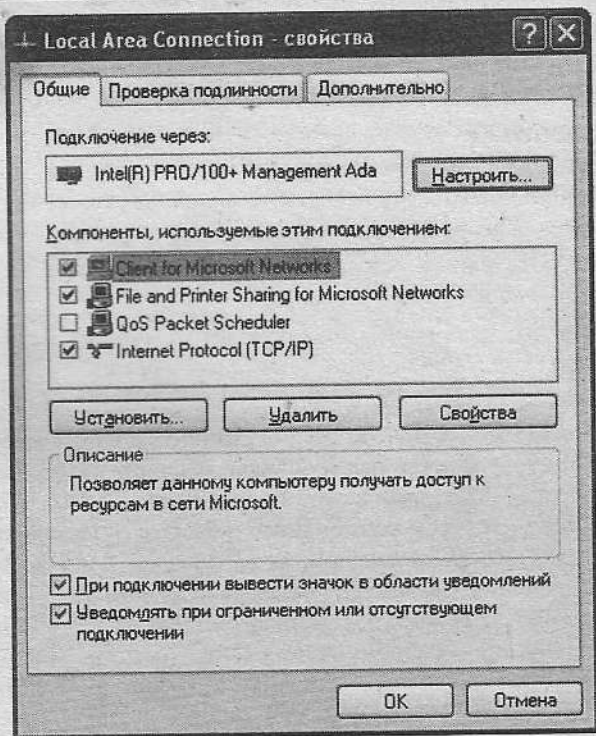 Local Area Connection - свойства
Общие Проверка подлинности Дополнительно
Подключение через:
Intel(R) PRO/100+ Management Ada Настроить...
Компоненты, используемые этим подключением:
Client for Microsoft Networks
File and Printer Sharing for Microsoft Networks
QoS Packet Scheduler
Internet Protocol (TCP/IP)
Установить... Удалить Свойства
Описание
Позволяет данному компьютеру получать доступ к
ресурсам в сети Microsoft.
При подключении вывести значок в области уведомлений
Уведомлять при ограниченном или отсутствующем
подключении
OK Отмена